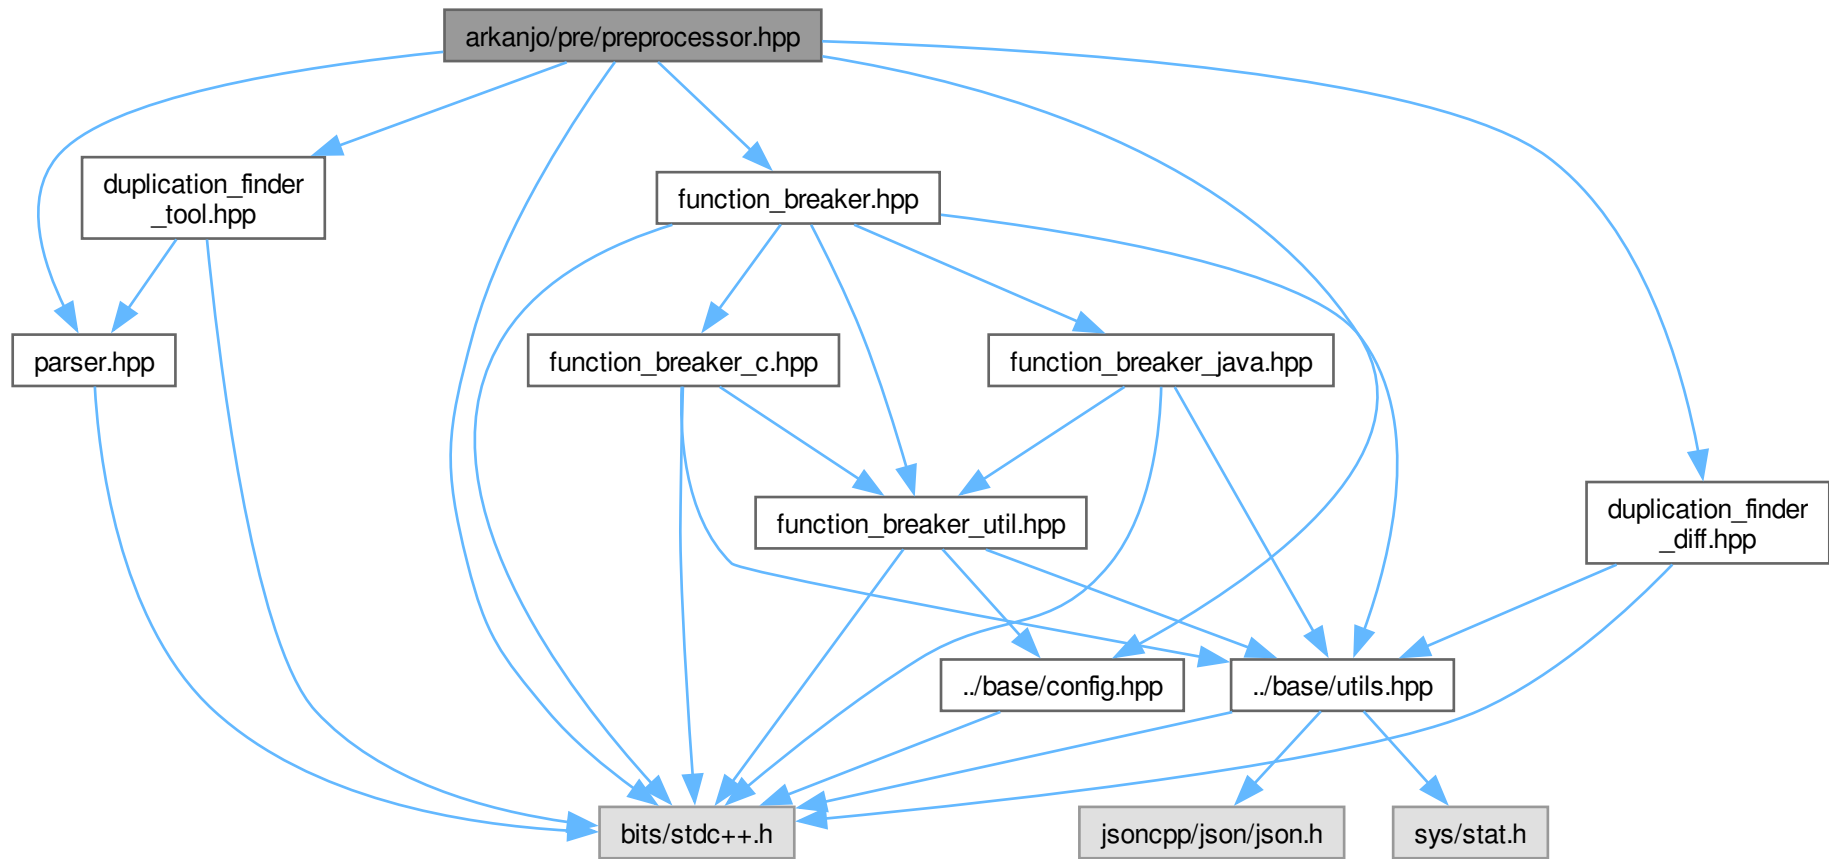 arkanjo/pre/preprocessor.hpp
duplication_finder
_tool.hpp
function_breaker.hpp
parser.hpp
function_breaker_c.hpp
function_breaker_java.hpp
function_breaker_util.hpp
duplication_finder
_diff.hpp
../base/config.hpp
../base/utils.hpp
bits/stdc++.h
jsoncpp/json/json.h
sys/stat.h